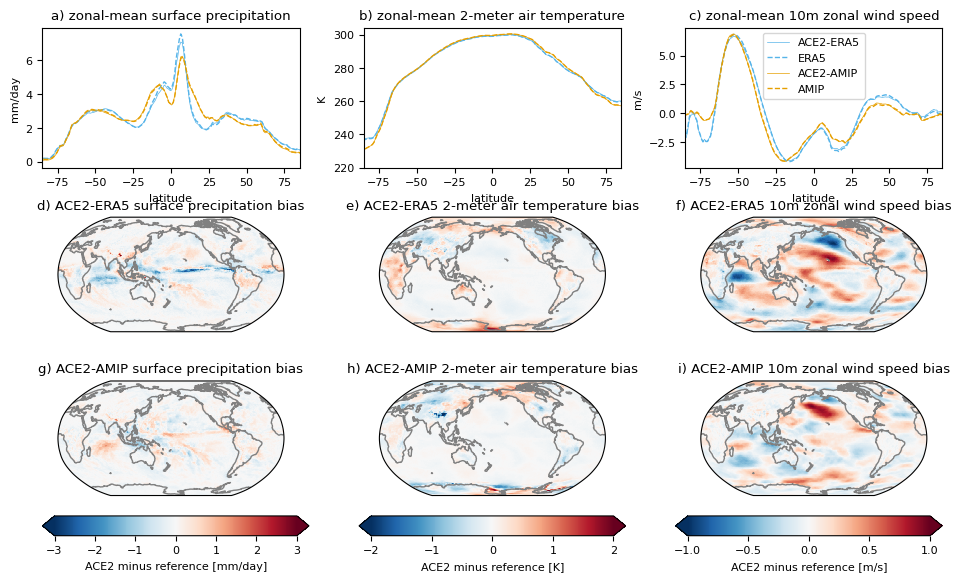 a) zonal-mean surface precipitation
b) zonal-mean 2-meter air temperature
c) zonal-mean 10m zonal wind speed
mm/day
6
4
2
0
−75 −50 −25 0 25 50 75
latitude
K
300
280
260
240
220
−75 −50 −25 0 25 50 75
latitude
m/s
5.0
2.5
0.0
−2.5
ACE2-ERA5
ERA5
ACE2-AMIP
AMIP
−75 −50 −25 0 25 50 75
latitude
d) ACE2-ERA5 surface precipitation bias
e) ACE2-ERA5 2-meter air temperature bias
f) ACE2-ERA5 10m zonal wind speed bias
g) ACE2-AMIP surface precipitation bias
h) ACE2-AMIP 2-meter air temperature bias
i) ACE2-AMIP 10m zonal wind speed bias
−3 −2 −1 0 1 2 3
ACE2 minus reference [mm/day]
−2 −1 0 1 2
ACE2 minus reference [K]
−1.0 −0.5 0.0 0.5 1.0
ACE2 minus reference [m/s]